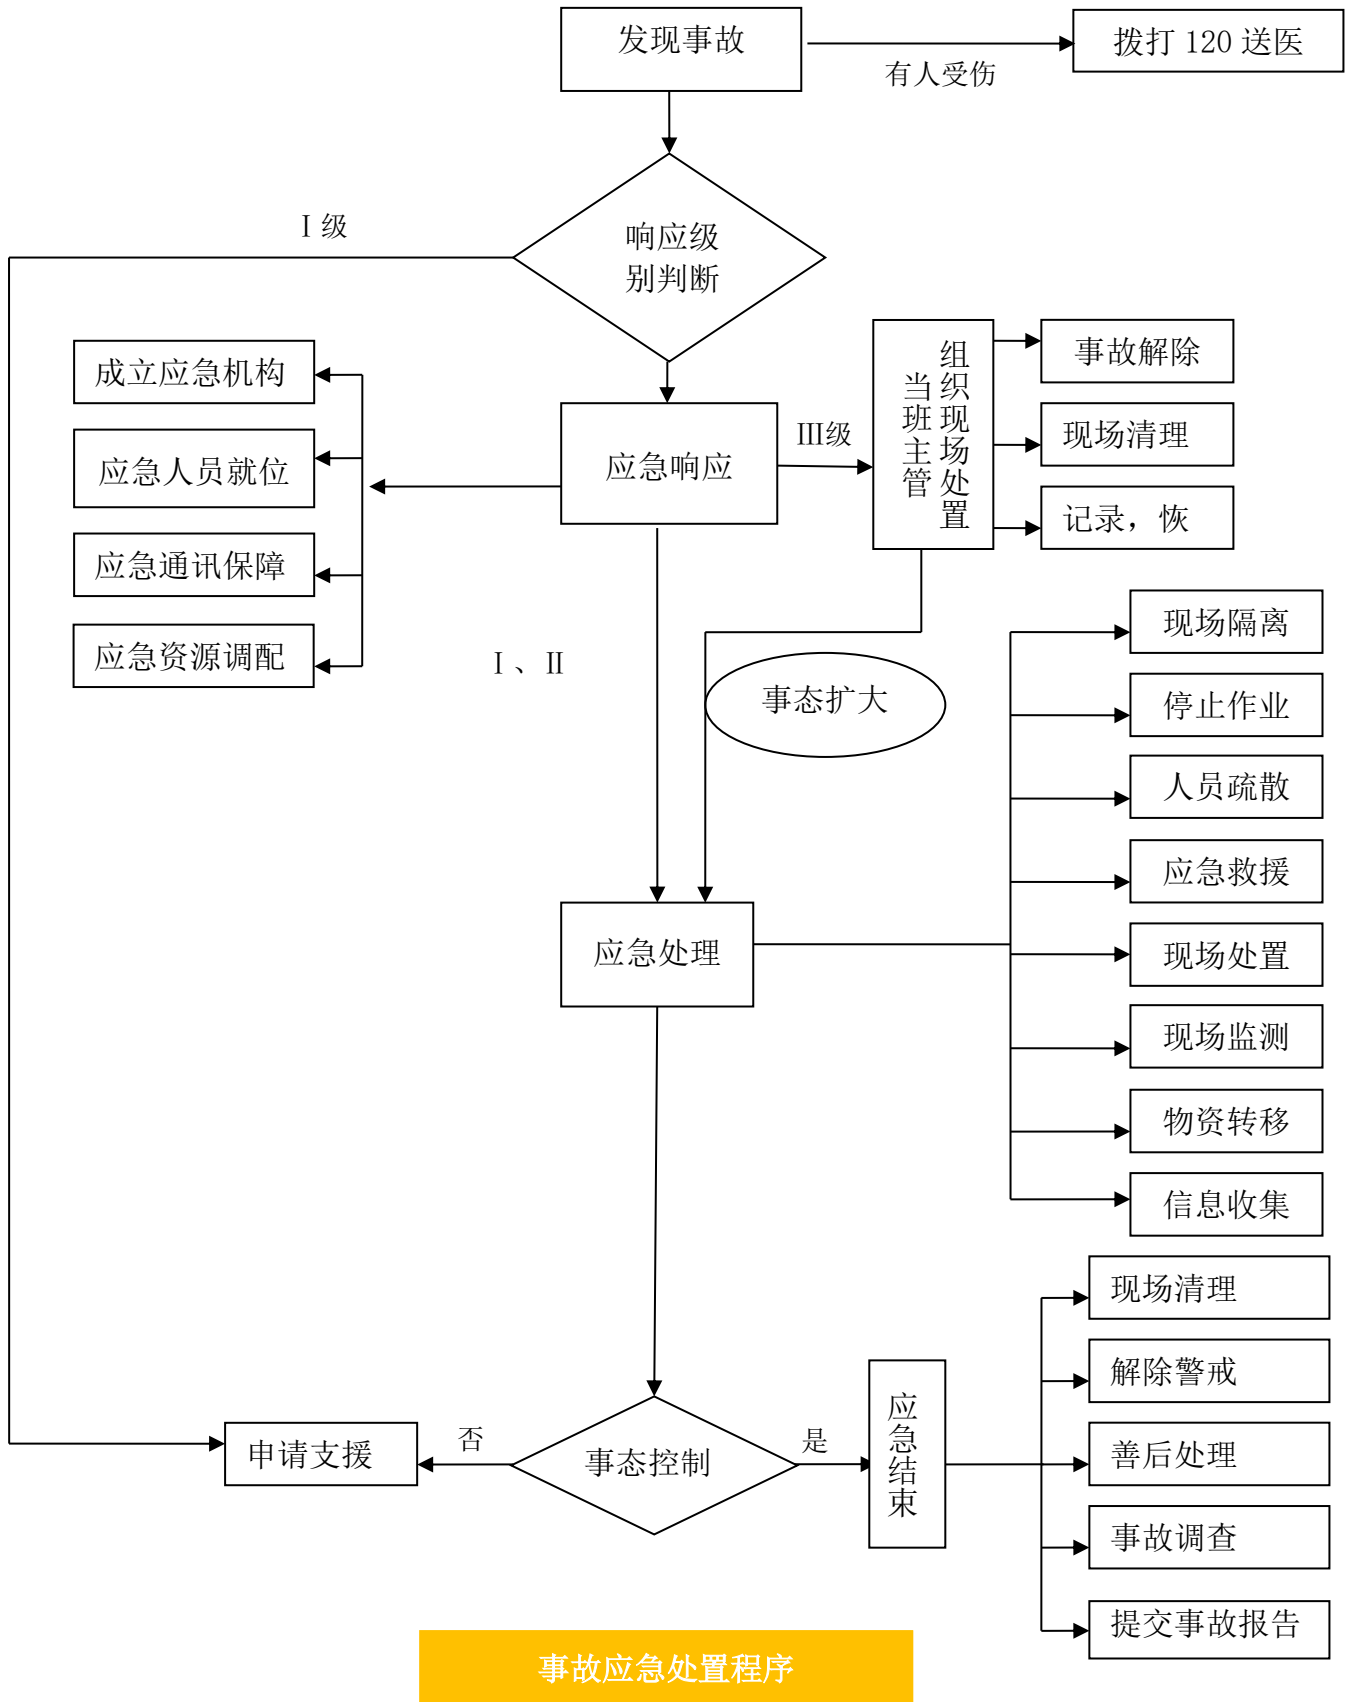 发现事故
拨打 120 送医
有人受伤
Ⅰ级
响应级
别判断
成立应急机构
应急人员就位
应急通讯保障
应急资源调配
应急响应
Ⅲ级
当班主管
组织现场处置
事故解除
现场清理
记录，恢
Ⅰ、Ⅱ
事态扩大
现场隔离
停止作业
人员疏散
应急救援
现场处置
现场监测
物资转移
信息收集
应急处理
申请支援
否
事态控制
是
应急结束
现场清理
解除警戒
善后处理
事故调查
提交事故报告
事故应急处置程序